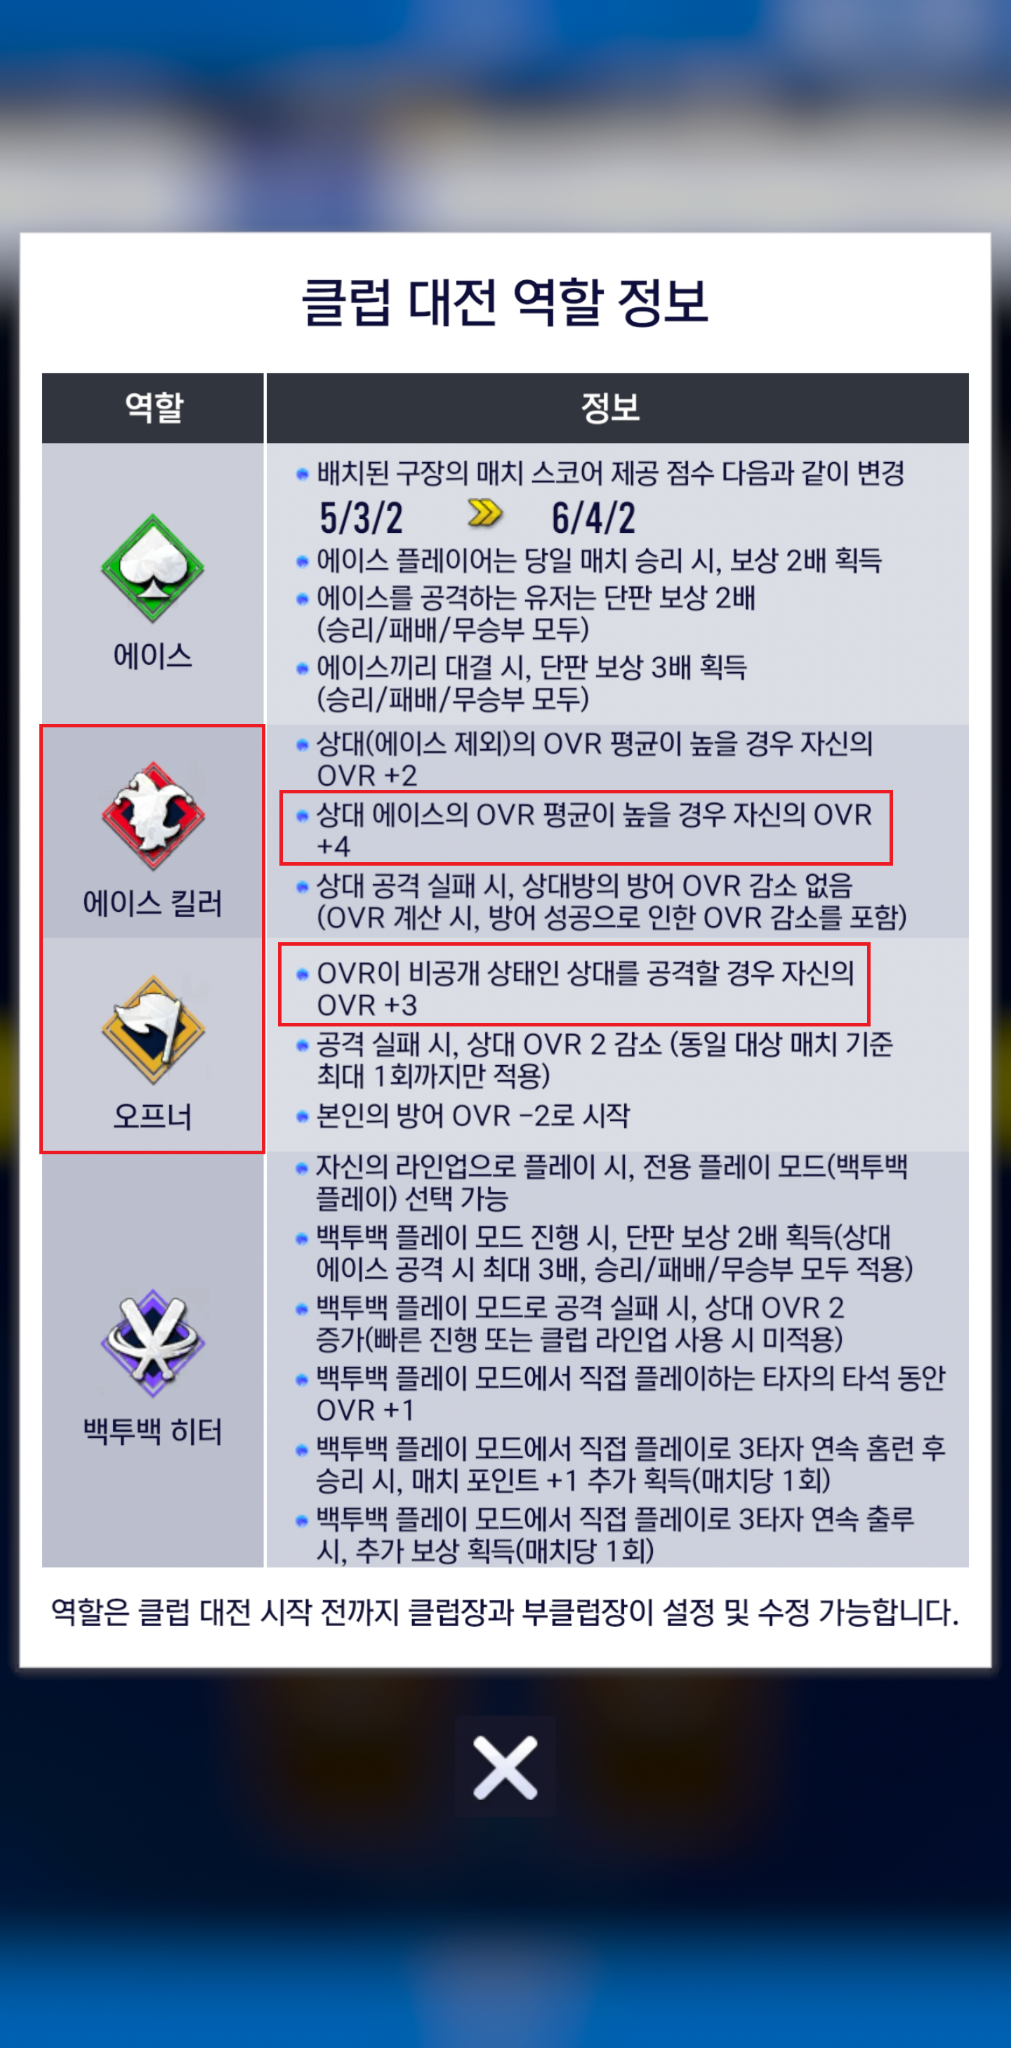 클럽 대전 역할 정보
역할
정보
에이스
배치된 구장의 매치 스코어 제공 점수 다음과 같이 변경
5/3/2 6/4/2
에이스 플레이어는 당일 매치 승리 시, 보상 2배 획득
에이스를 공격하는 유저는 단판 보상 2배
(승리/패배/무승부 모두)
에이스끼리 대결 시, 단판 보상 3배 획득
(승리/패배/무승부 모두)
에이스 킬러
상대(에이스 제외)의 OVR 평균이 높을 경우 자신의
OVR +2
상대 에이스의 OVR 평균이 높을 경우 자신의 OVR
+4
상대 공격 실패 시, 상대방의 방어 OVR 감소 없음
(OVR 계산 시, 방어 성공으로 인한 OVR 감소를 포함)
오프너
OVR이 비공개 상태인 상대를 공격할 경우 자신의
OVR +3
공격 실패 시, 상대 OVR 2 감소 (동일 대상 매치 기준
최대 1회까지만 적용)
본인의 방어 OVR -2로 시작
백투백 히터
자신의 라인업으로 플레이 시, 전용 플레이 모드(백투백
플레이) 선택 가능
백투백 플레이 모드 진행 시, 단판 보상 2배 획득(상대
에이스 공격 시 최대 3배, 승리/패배/무승부 모두 적용)
백투백 플레이 모드로 공격 실패 시, 상대 OVR 2
증가(빠른 진행 또는 클럽 라인업 사용 시 미적용)
백투백 플레이 모드에서 직접 플레이하는 타자의 타석 동안
OVR +1
백투백 플레이 모드에서 직접 플레이로 3타자 연속 홈런 후
승리 시, 매치 포인트 +1 추가 획득(매치당 1회)
백투백 플레이 모드에서 직접 플레이로 3타자 연속 출루
시, 추가 보상 획득(매치당 1회)
역할은 클럽 대전 시작 전까지 클럽장과 부클럽장이 설정 및 수정 가능합니다.